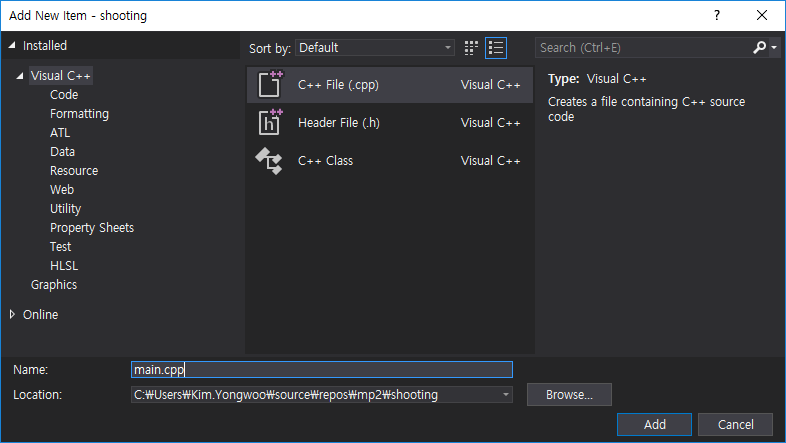 Add New Item - shooting
? ✕
Installed
Sort by: Default
Search (Ctrl+E)
Visual C++
Code
Formatting
ATL
Data
Resource
Web
Utility
Property Sheets
Test
HLSL
Graphics
Online
C++ File (.cpp) Visual C++
Header File (.h) Visual C++
C++ Class Visual C++
Type: Visual C++
Creates a file containing C++ source
code
Name: main.cpp
Location: C:₩Users₩Kim.Yongwoo₩source₩repos₩mp2₩shooting
Browse...
Add Cancel